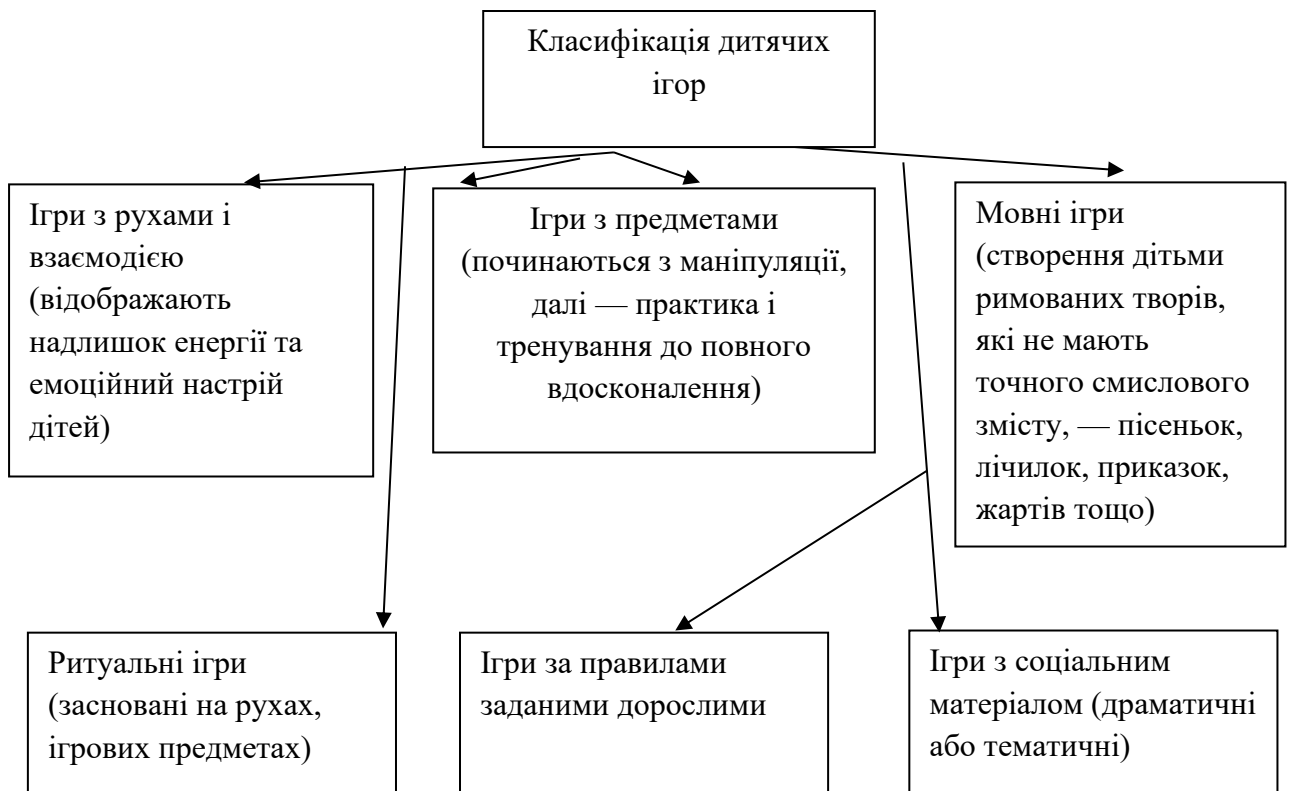 Класифікація дитячих
ігор
Ігри з рухами і
взаємодією
(відображають
надлишок енергії та
емоційний настрій
дітей)
Ігри з предметами
(починаються з маніпуляції,
далі — практика і
тренування до повного
вдосконалення)
Мовні ігри
(створення дітьми
римованих творів,
які не мають
точного смислового
змісту, — пісеньок,
лічилок, приказок,
жартів тощо)
Ритуальні ігри
(засновані на рухах,
ігрових предметах)
Ігри за правилами
заданими дорослими
Ігри з соціальним
матеріалом (драматичні
або тематичні)